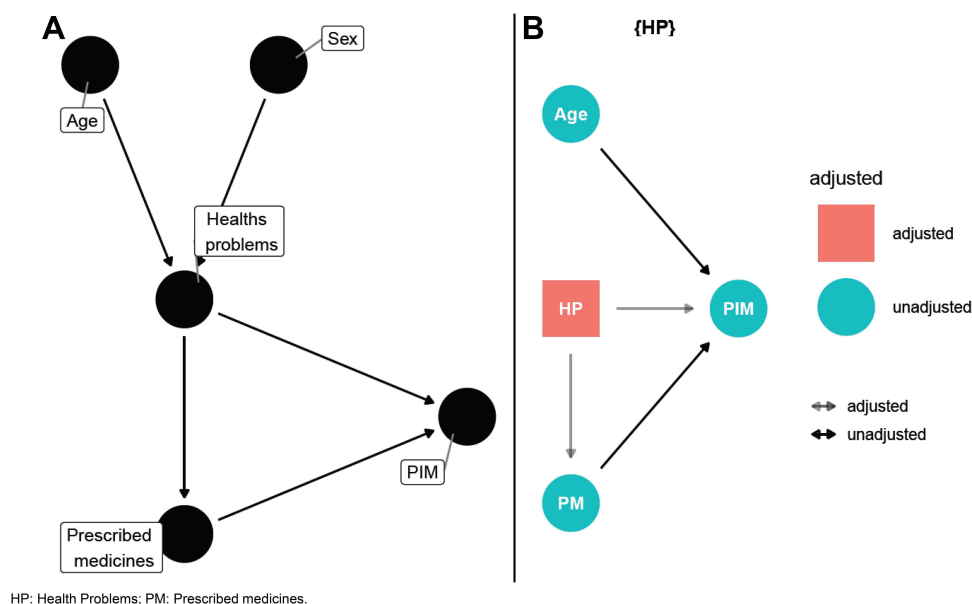 A
Sex
Age
Healths
problems
PIM
Prescribed
medicines
B
{HP}
Age
HP
PIM
PM
adjusted
adjusted
unadjusted
adjusted
unadjusted
HP: Health Problems; PM: Prescribed medicines.